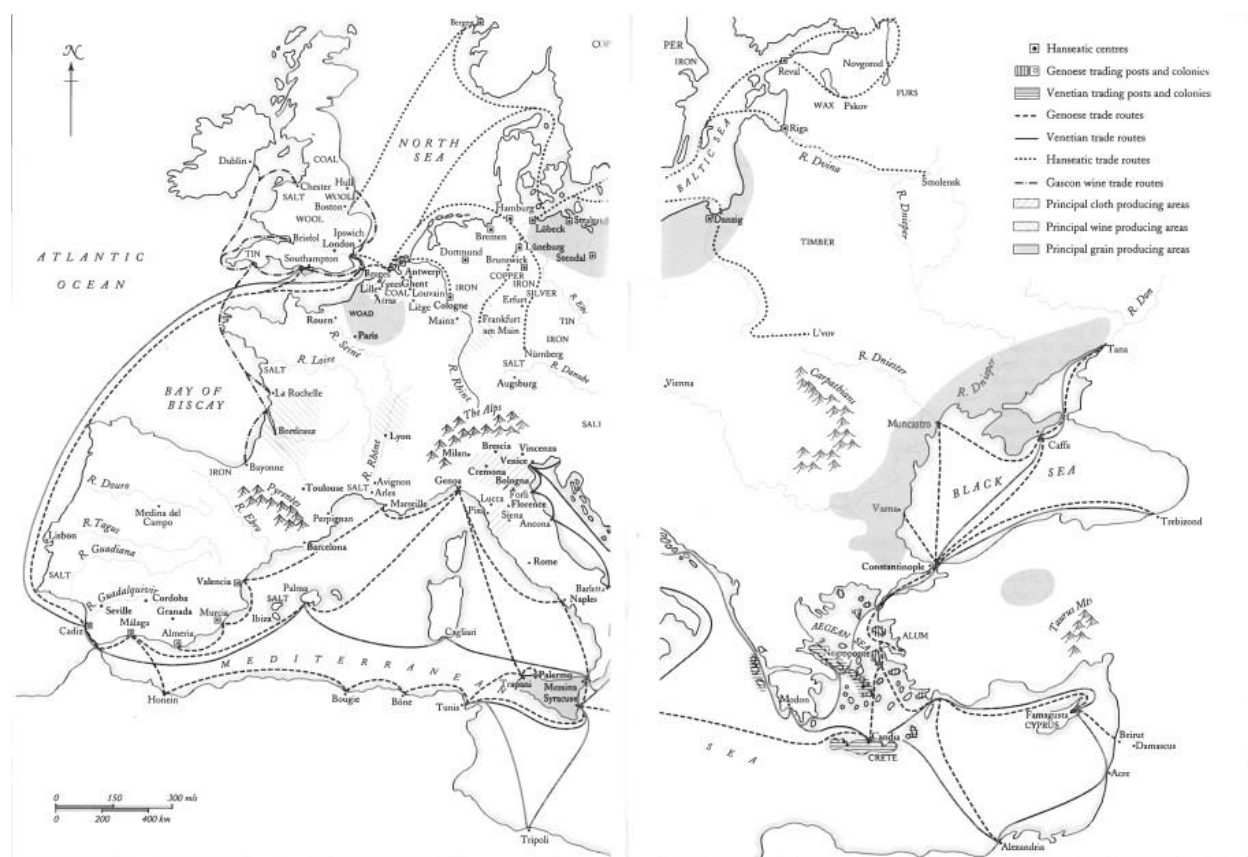 N
Bergen
COP
PER
IRON
Reval
Novgorod
WAX
Pskov
FURS
Riga
BALTIC SEA
R. Dvina
Smolensk
R. Dnieper
Danzig
TIMBER
L'vov
Hanseatic centres
Genoese trading posts and colonies
Venetian trading posts and colonies
Genoese trade routes
Venetian trade routes
Hanseatic trade routes
Gascon wine trade routes
Principal cloth producing areas
Principal wine producing areas
Principal grain producing areas
NORTH
SEA
Dublin
COAL
Chester
Hull
SALT
WOOL
Boston
WOOL
Bristol
Ipswich
London
TIN
Southampton
ATLANTIC
OCEAN
Hamburg
Lübeck
Bremen
Lüneburg
Stendal
Dortmund
Brunswick
COPPER
Bruges
Antwerp
Ghent
Lille
COAL
Louvain
IRON
IRON
SILVER
Arras
Liège
Cologne
Erfurt
R. Elbe
WOAD
TIN
Rouen
Mainz
Frankfurt
am Main
Paris
IRON
R. Seine
Nürnberg
R. Loire
R. Rhine
SALT
R. Danube
SALT
Augsburg
BAY OF
BISCAY
La Rochelle
Bordeaux
The Alps
Lyon
Milan
Brescia
Vincenza
Venice
Cremona
Bologna
R. Rhône
IRON
Bayonne
Toulouse
SALT
Avignon
Arles
Genoa
Forlì
Lucca
Florence
Marseille
Pisa
Siena
Ancona
R. Douro
Pyrenees
Medina del
Campo
R. Ebro
Perpignan
R. Tagus
Lisbon
R. Guadiana
Barcelona
Rome
SALT
Valencia
Palma
SALT
Barletta
Naples
R. Guadalquivir
Cordoba
Seville
Granada
Murcia
Ibiza
Málaga
Almeria
Cadiz
Cagliari
MEDITERRANEAN
Palermo
Trapani
Messina
Syracuse
Honein
Bougie
Bône
Tunis
Tripoli
0 150 300 mls
0 200 400 km
Vienna
Carpathians
R. Dniester
R. Dnieper
R. Don
Tana
Muncastro
Caffa
BLACK SEA
Varna
Trebizond
Constantinople
Taurus Mts
AEGEAN SEA
ALUM
Negroponte
Modon
Candia
CRETE
SEA
Famagusta
CYPRUS
Beirut
Damascus
Acre
Alexandria